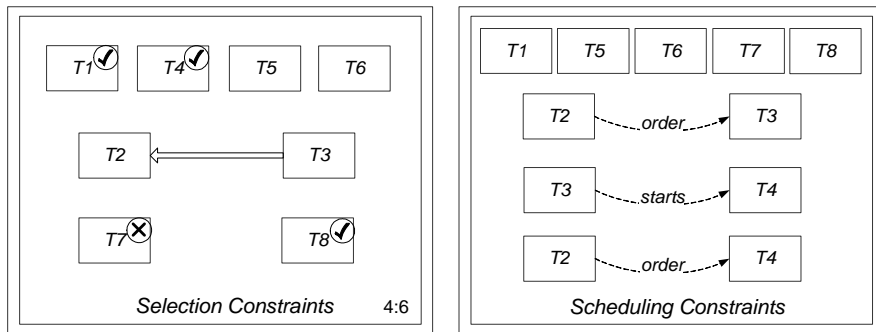 T1 T4 T5 T6
T2 T3
T7 T8
Selection Constraints 4:6
T1 T5 T6 T7 T8
T2 order T3
T3 starts T4
T2 order T4
Scheduling Constraints